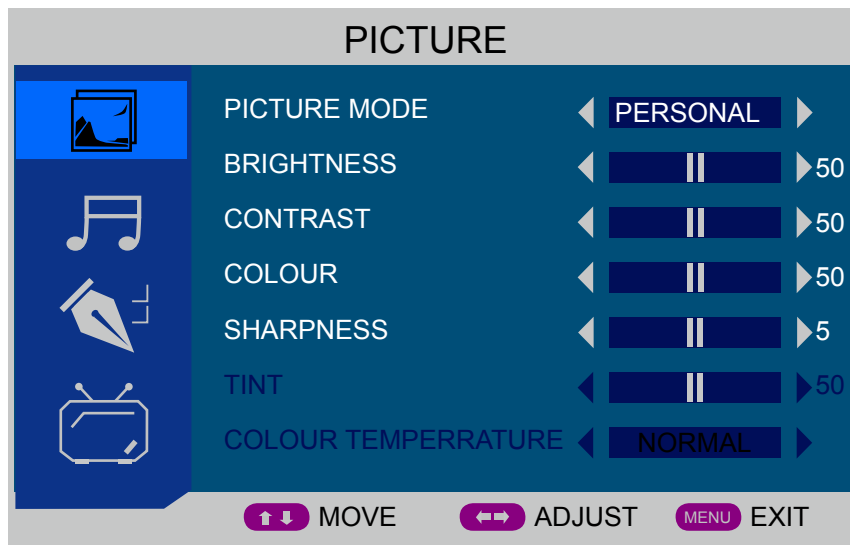 PICTURE
PICTURE MODE PERSONAL
BRIGHTNESS 50
CONTRAST 50
COLOUR 50
SHARPNESS 5
TINT 50
COLOUR TEMPERRATURE NORMAL
MOVE ADJUST MENU EXIT